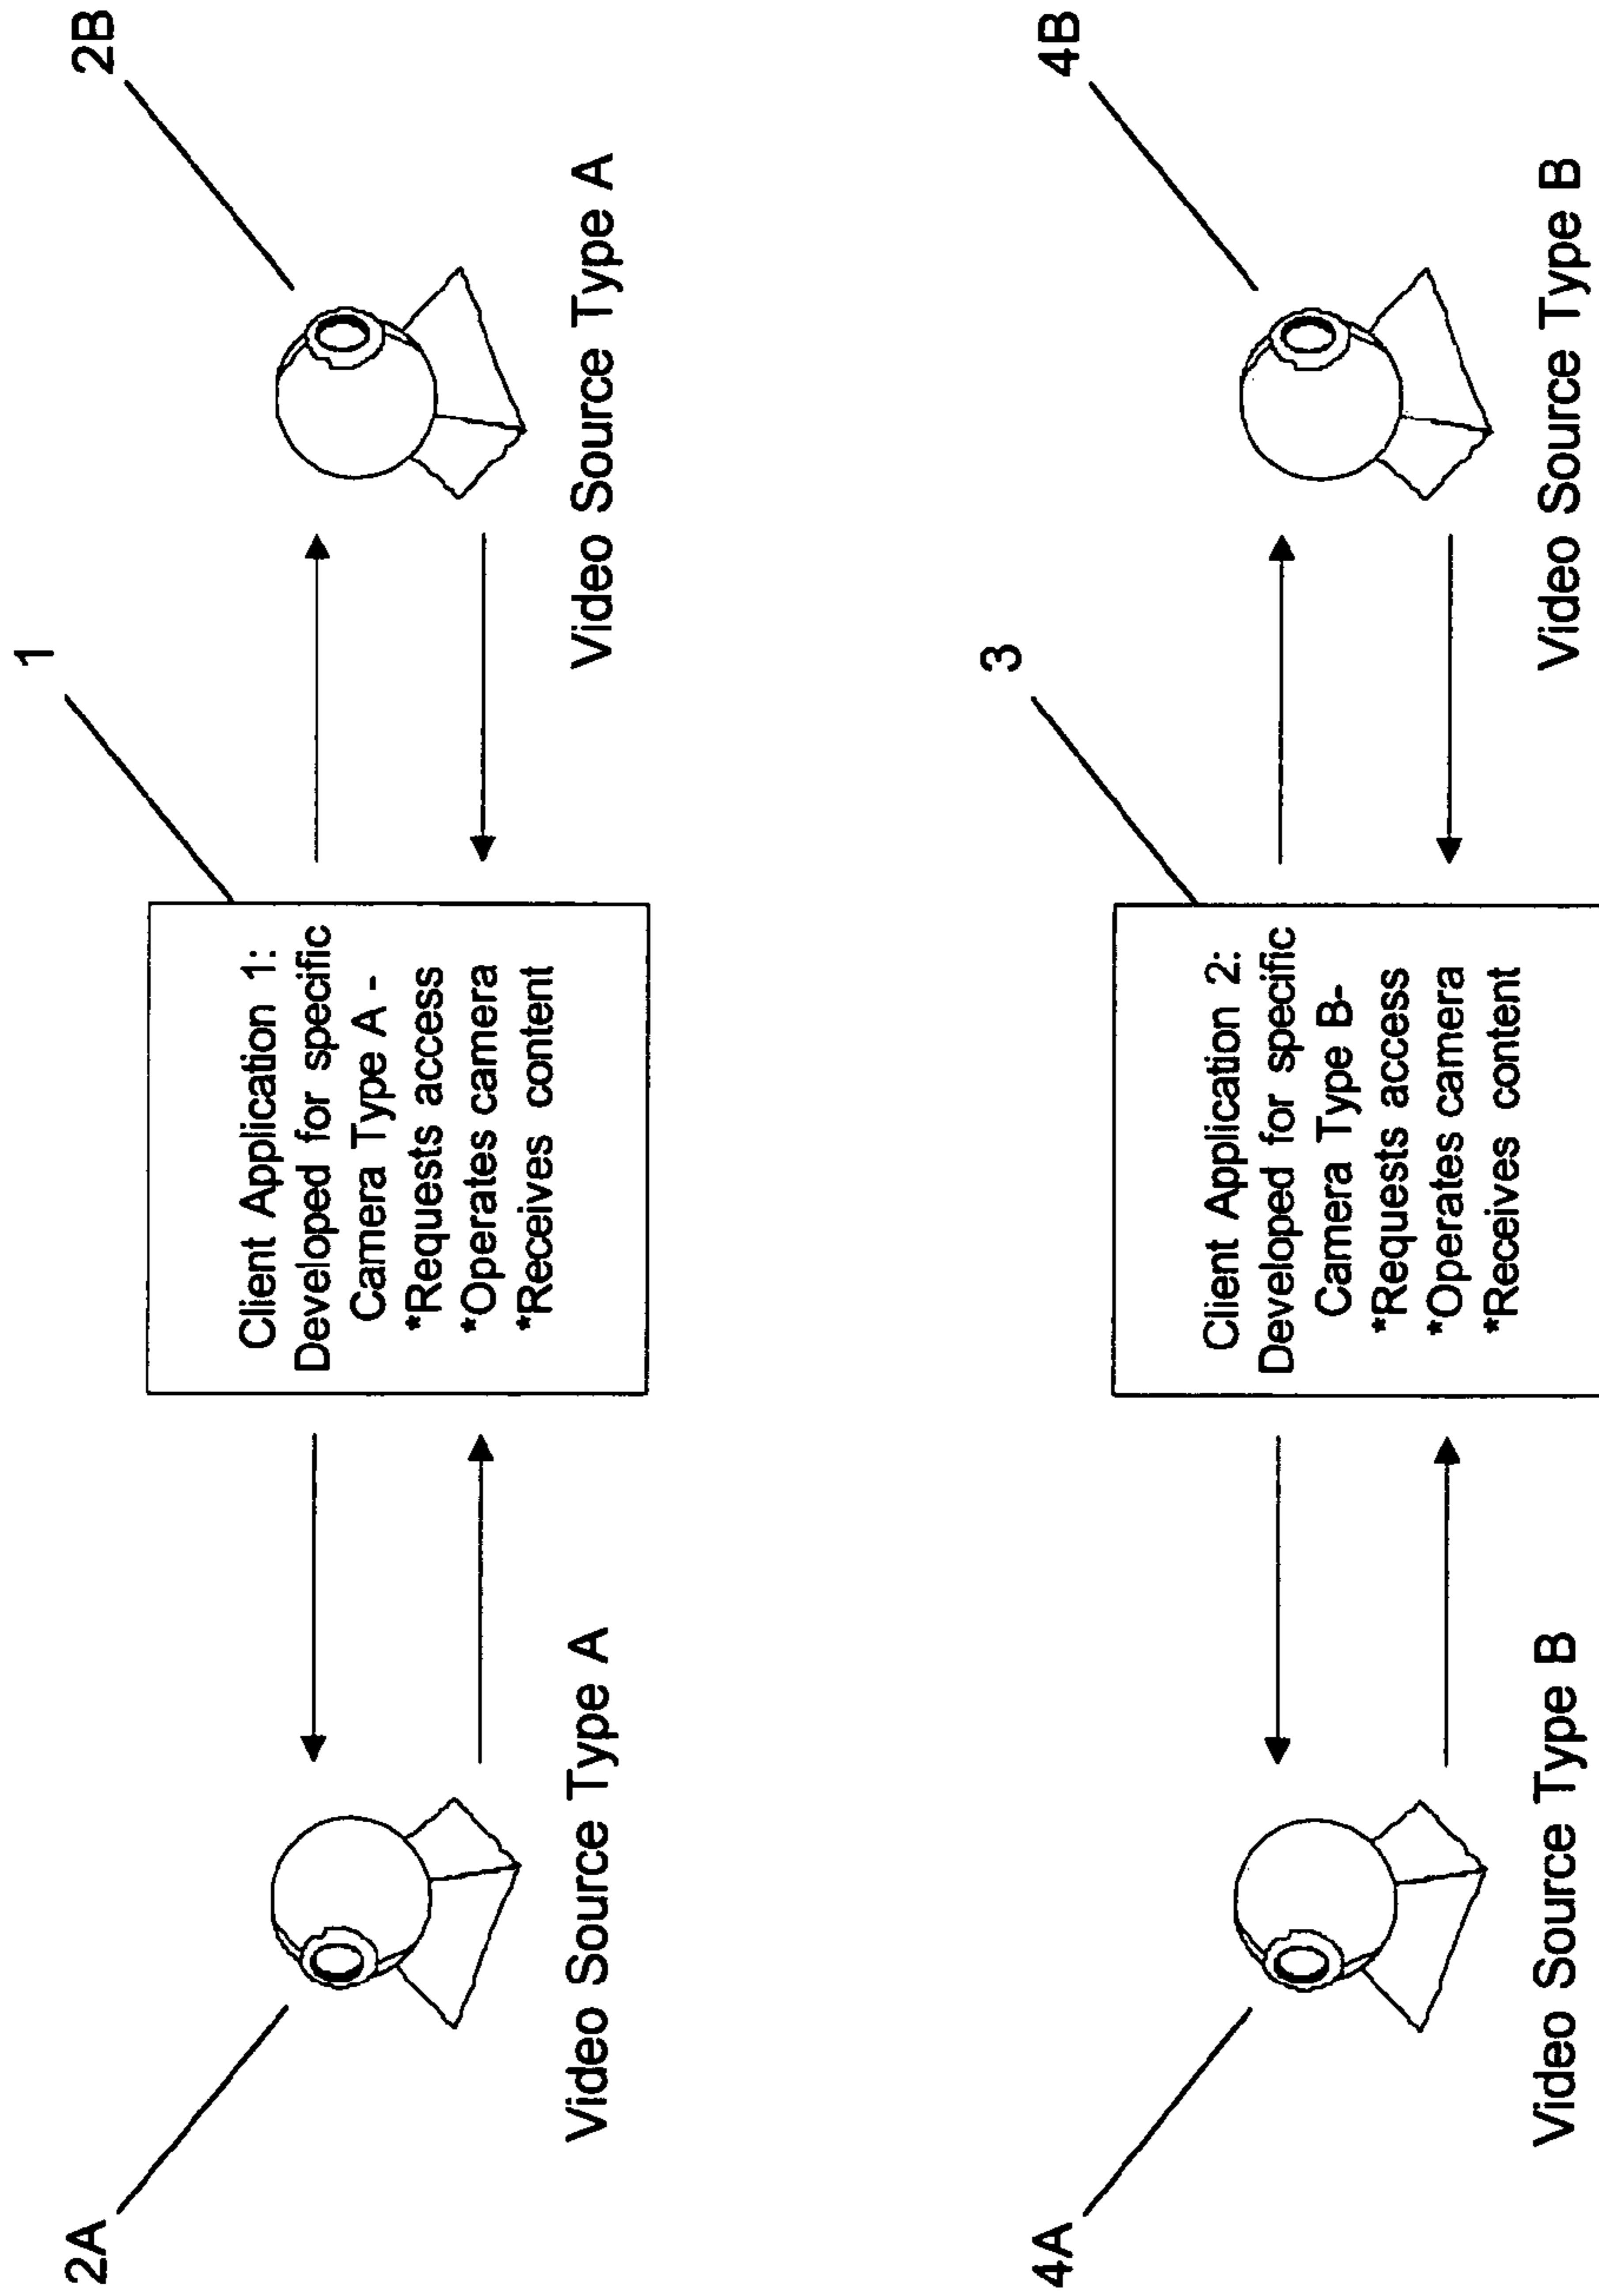 1
2A
2B
Client Application 1:
Developed for specific
Camera Type A -
*Requests access
*Operates camera
*Receives content
Video Source Type A
Video Source Type A
3
4A
4B
Client Application 2:
Developed for specific
Camera Type B-
*Requests access
*Operates camera
*Receives content
Video Source Type B
Video Source Type B